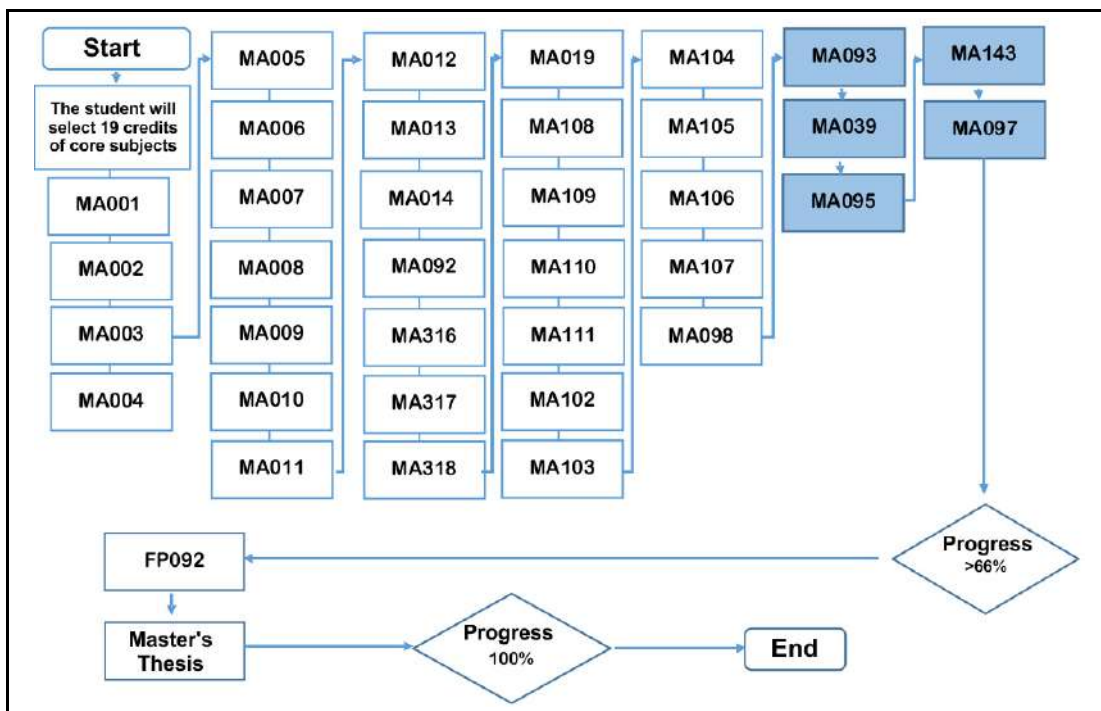 Start
The student will
select 19 credits
of core subjects
MA001
MA002
MA003
MA004
MA005
MA006
MA007
MA008
MA009
MA010
MA011
MA012
MA013
MA014
MA092
MA316
MA317
MA318
MA019
MA108
MA109
MA110
MA111
MA102
MA103
MA104
MA105
MA106
MA107
MA098
MA093
MA039
MA095
MA143
MA097
Progress
>66%
FP092
Master's
Thesis
Progress
100%
End